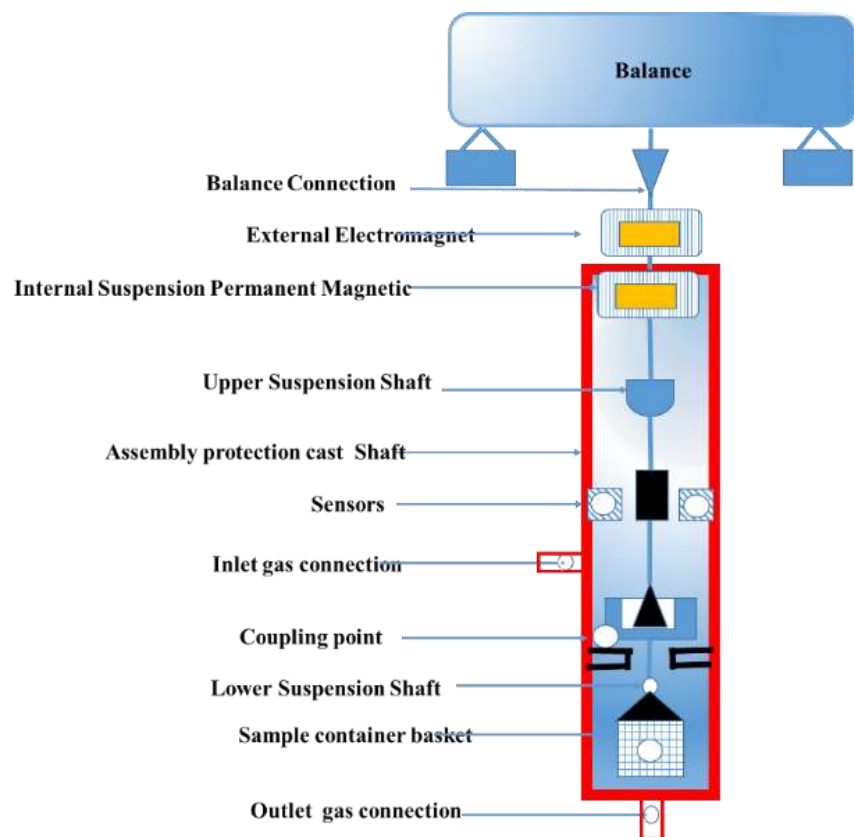 Balance
Balance Connection
External Electromagnet
Internal Suspension Permanent Magnetic
Upper Suspension Shaft
Assembly protection cast Shaft
Sensors
Inlet gas connection
Coupling point
Lower Suspension Shaft
Sample container basket
Outlet gas connection